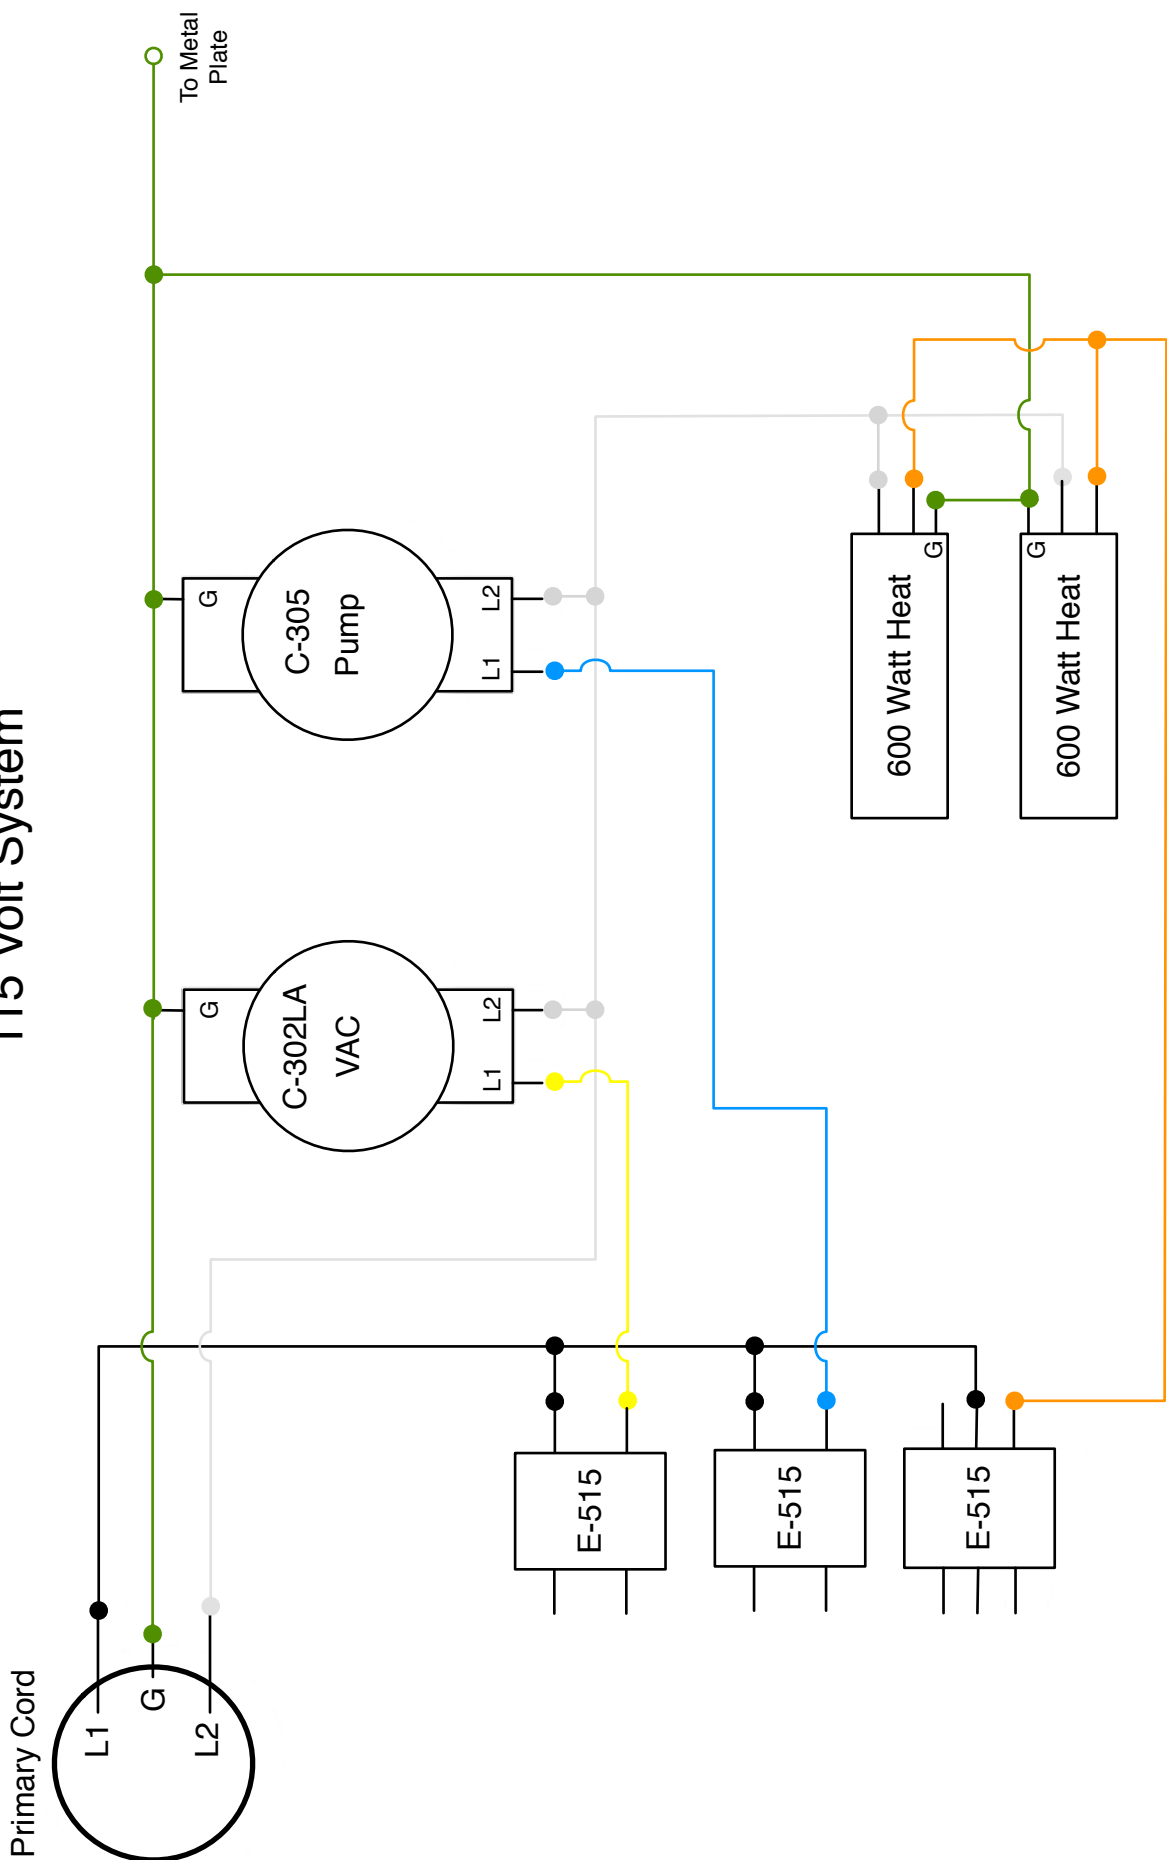 115 Volt System
Primary Cord
L1
G
L2
C-302LA
VAC
G
L1
L2
C-305
Pump
G
L1
L2
To Metal
Plate
E-515
E-515
E-515
600 Watt Heat
G
600 Watt Heat
G